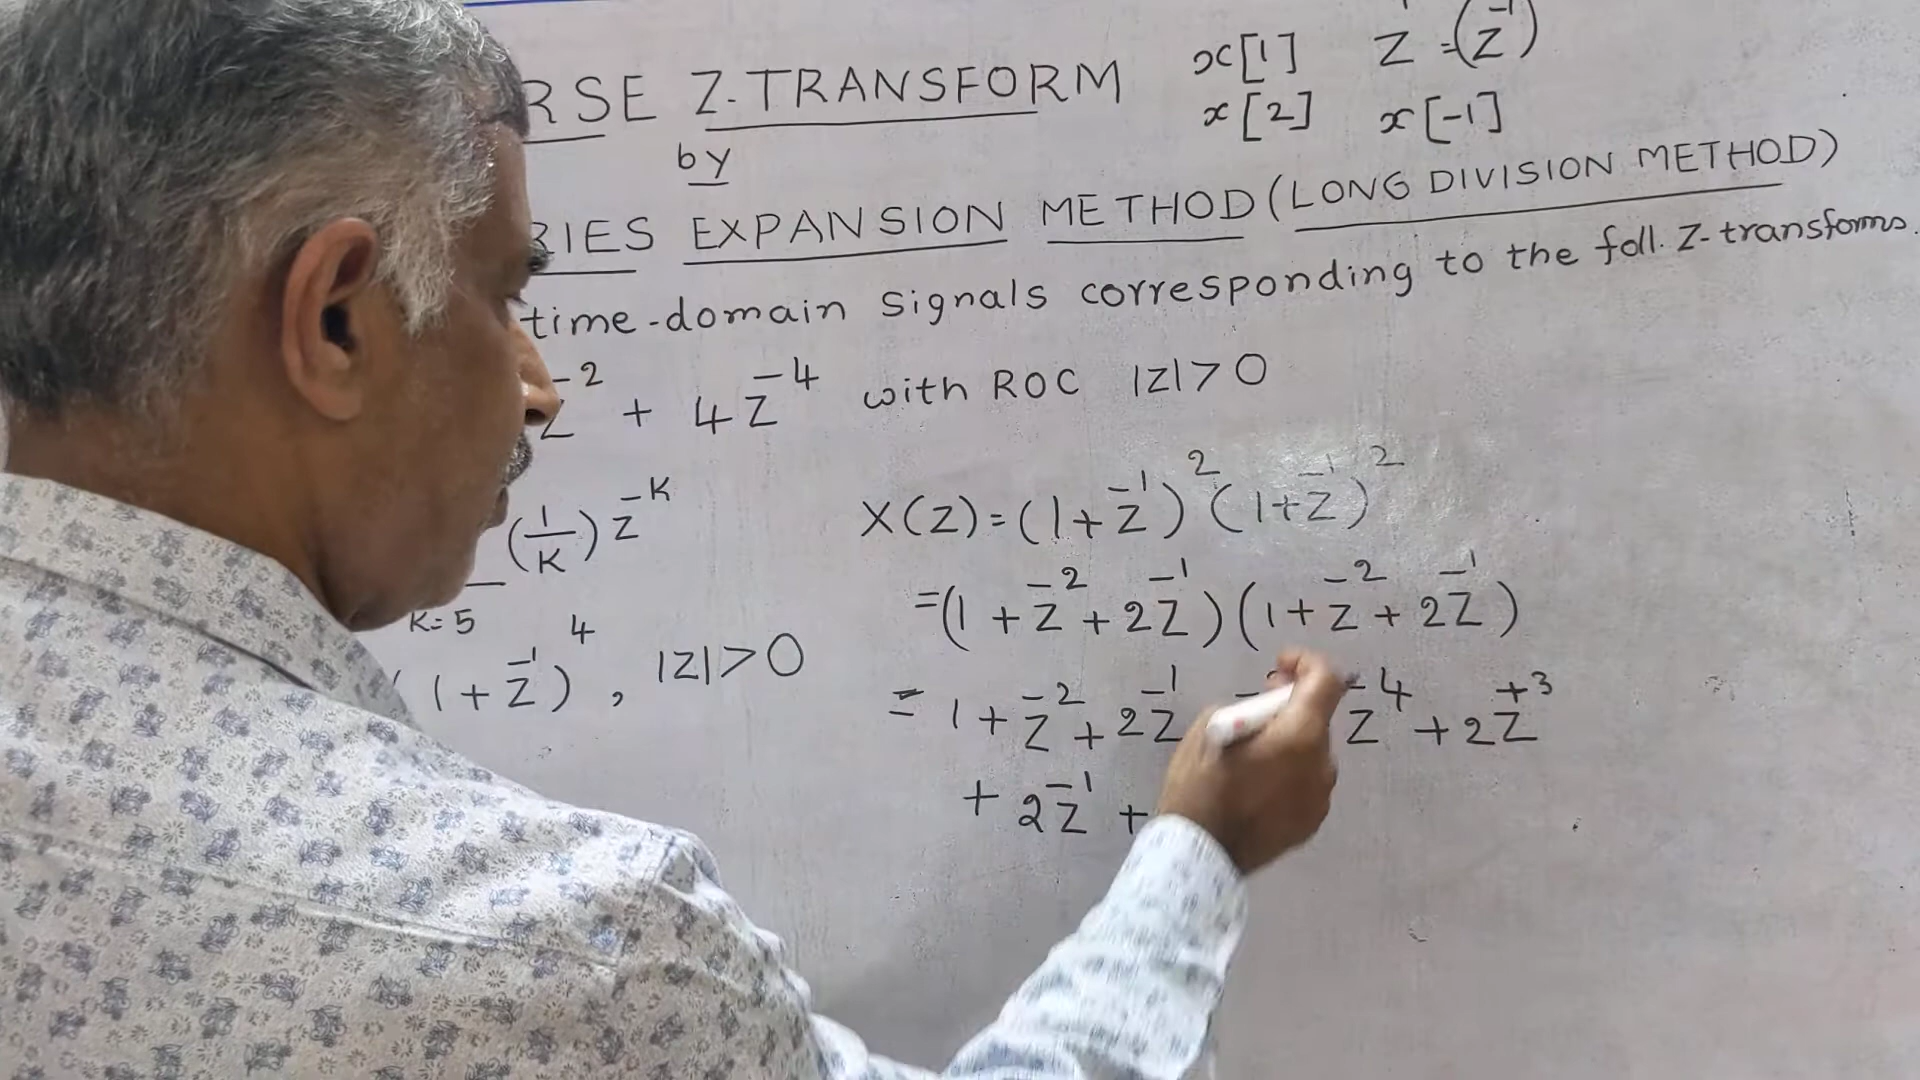 RSE Z-TRANSFORM x[1] z = (z⁻¹)
by x[2] x[-1]
RIES EXPANSION METHOD (LONG DIVISION METHOD)
time-domain signals corresponding to the foll. Z-transforms.
z⁻² + 4z⁻⁴ with ROC |z| > 0
(1/K) z⁻ᴷ
K=5
(1+z⁻¹)⁴, |z| > 0
X(z) = (1+z⁻¹)² (1+z⁻¹)²
= (1 + z⁻² + 2z⁻¹) (1 + z⁻² + 2z⁻¹)
= 1 + z⁻² + 2z⁻¹ z⁻⁴ + 2z⁺³
+ 2z⁻¹ +